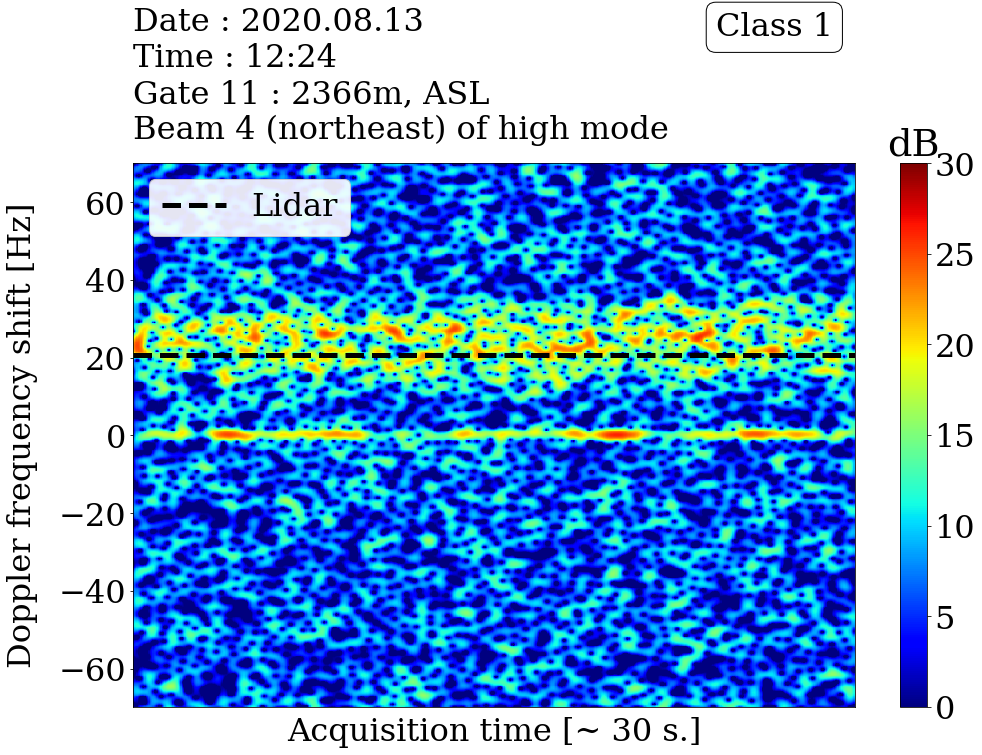 Date : 2020.08.13
Time : 12:24
Gate 11 : 2366m, ASL
Beam 4 (northeast) of high mode
Class 1
Lidar
Doppler frequency shift [Hz]
60
40
20
0
−20
−40
−60
Acquisition time [~ 30 s.]
dB
30
25
20
15
10
5
0